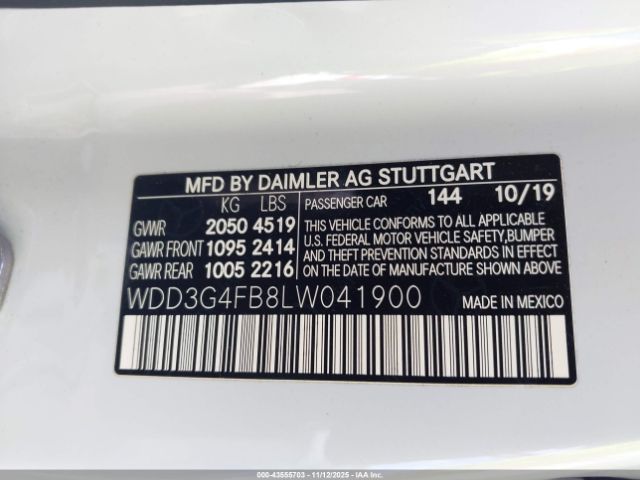 MFD BY DAIMLER AG STUTTGART
KG LBS
GVWR 2050 4519
GAWR FRONT 1095 2414
GAWR REAR 1005 2216
PASSENGER CAR 144 10/19
THIS VEHICLE CONFORMS TO ALL APPLICABLE
U.S. FEDERAL MOTOR VEHICLE SAFETY, BUMPER
AND THEFT PREVENTION STANDARDS IN EFFECT
ON THE DATE OF MANUFACTURE SHOWN ABOVE.
WDD3G4FB8LW041900
MADE IN MEXICO
000-43555703 - 11/12/2025 - IAAI.COM